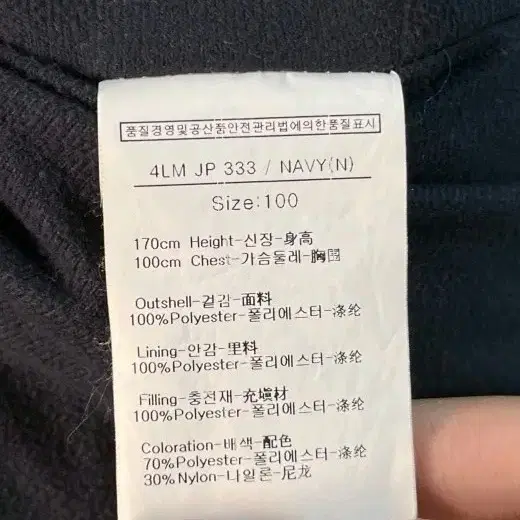 품질경영및공산품안전관리법에의한품질표시
4LM JP 333 / NAVY(N)
Size:100
170cm Height-신장-身高
100cm Chest-가슴둘레-胸围
Outshell-겉감-面料
100%Polyester-폴리에스터-涤纶
Lining-안감-里料
100%Polyester-폴리에스터-涤纶
Filling-충전재-充填材
100%Polyester-폴리에스터-涤纶
Coloration-배색-配色
70%Polyester-폴리에스터-涤纶
30%Nylon-나일론-尼龙